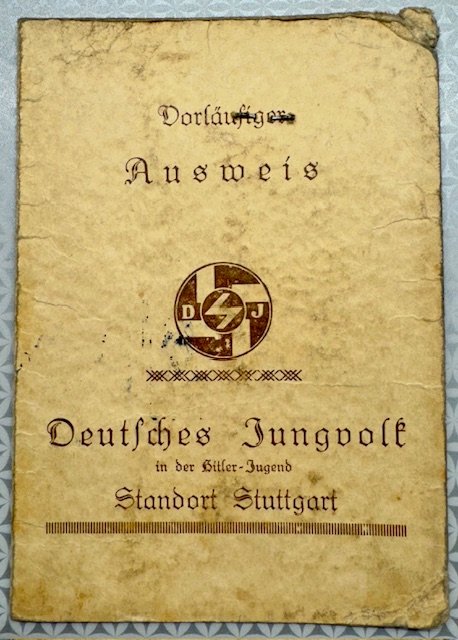 Vorläufiger
Ausweis
D J
Deutſches Jungvolk
in der Hitler-Jugend
Standort Stuttgart